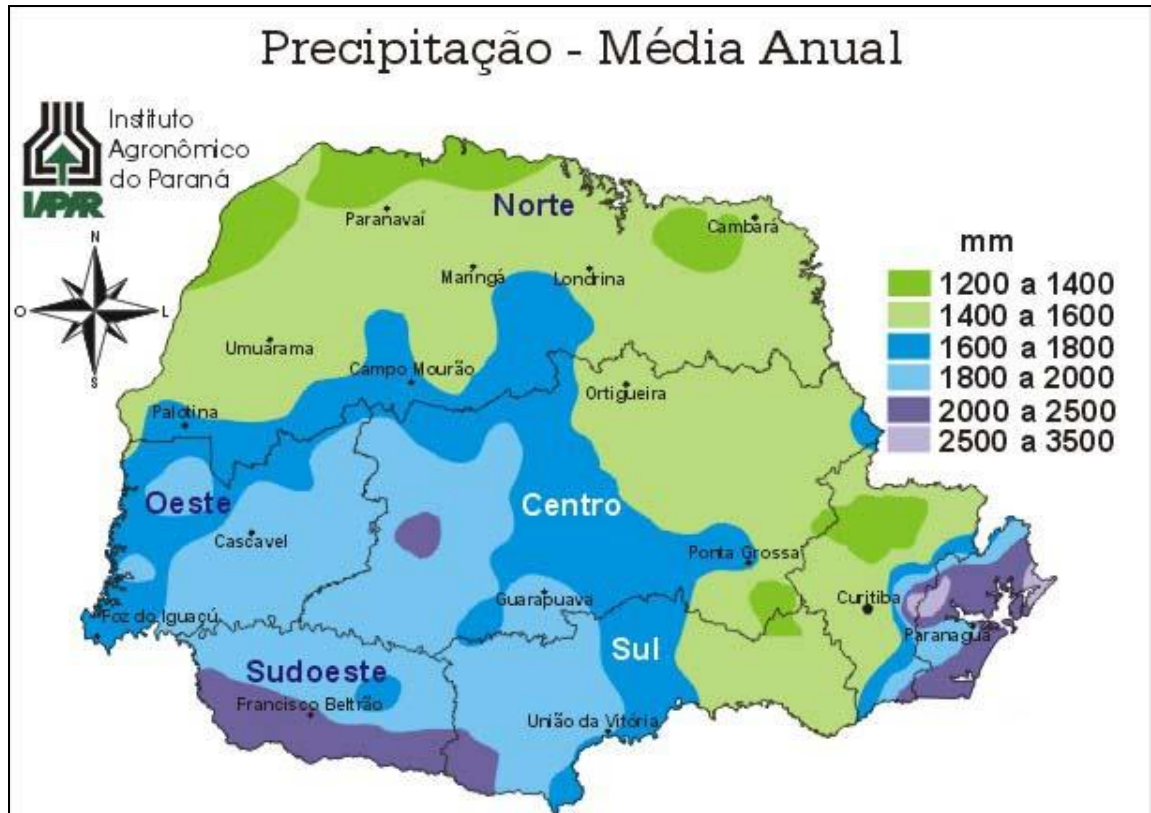 Precipitação - Média Anual
Instituto
Agronômico
do Paraná
IAPAR
N
O
L
S
Paranavaí
Norte
Cambará
Maringá
Londrina
Umuarama
Campo Mourão
Ortigueira
Palotina
Oeste
Centro
Cascavel
Ponta Grossa
Guarapuava
Curitiba
Foz do Iguaçú
Paranaguá
Sul
Sudoeste
Francisco Beltrão
União da Vitória
mm
1200 a 1400
1400 a 1600
1600 a 1800
1800 a 2000
2000 a 2500
2500 a 3500